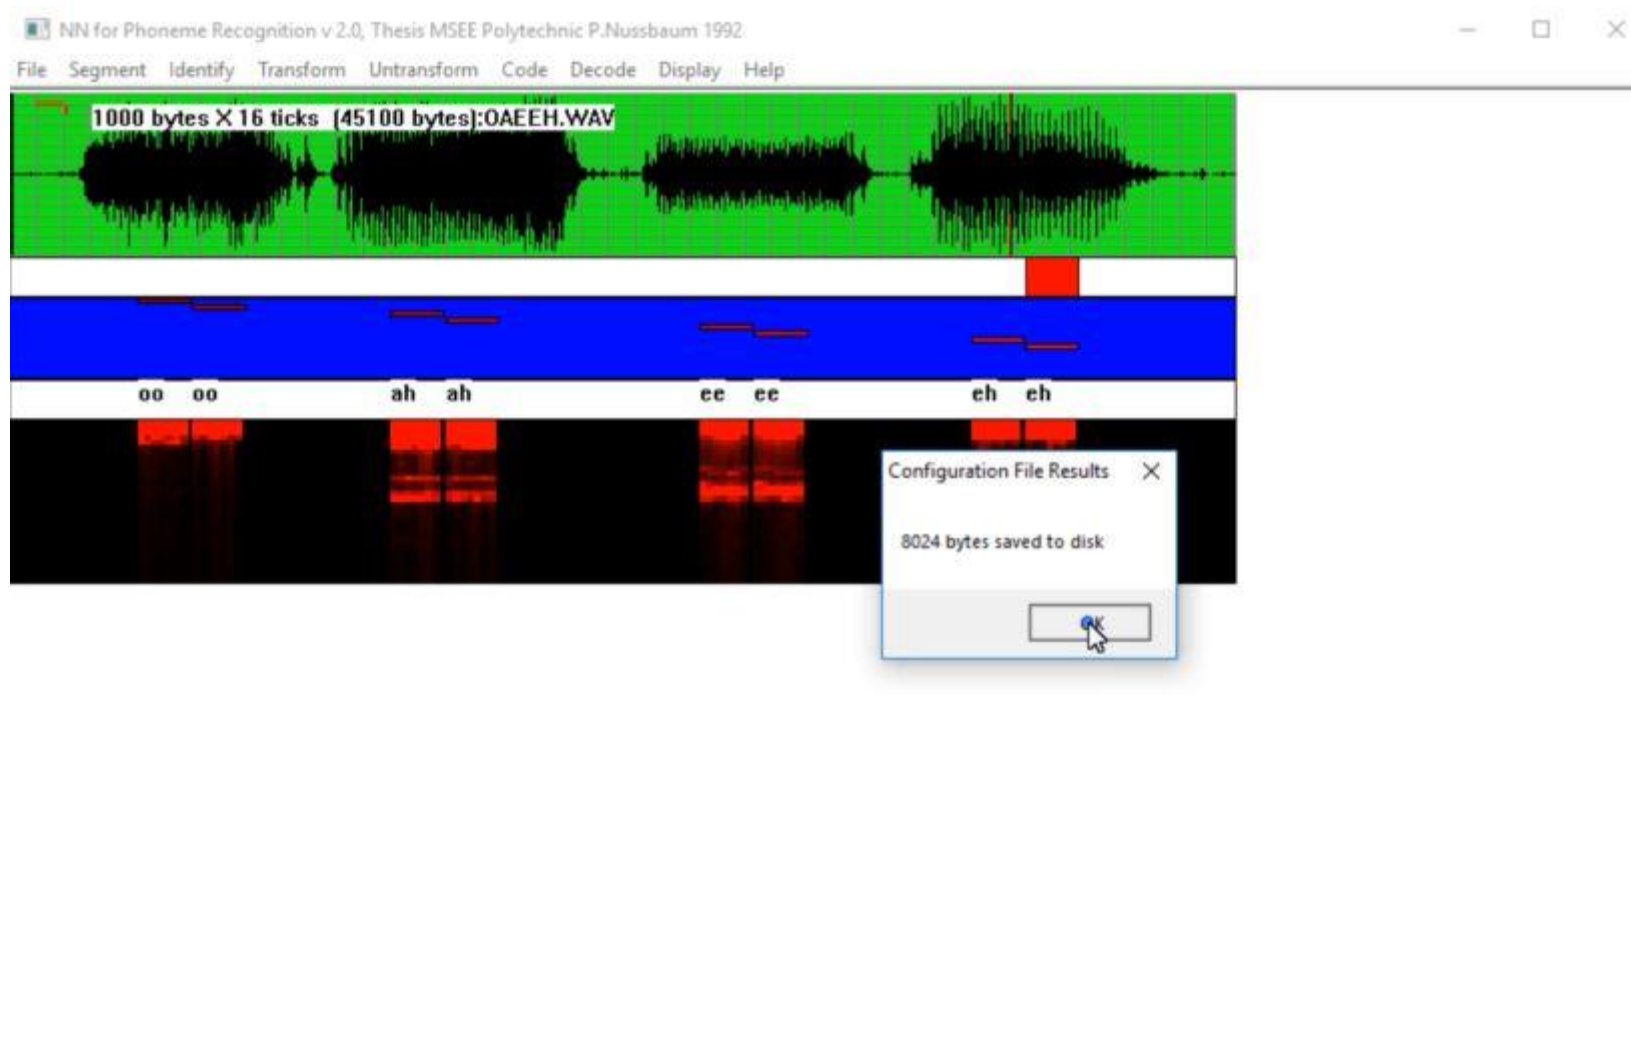 NN for Phoneme Recognition v 2.0, Thesis MSEE Polytechnic P.Nussbaum 1992
File Segment Identify Transform Untransform Code Decode Display Help
1000 bytes X 16 ticks (45100 bytes):OAEEH.WAV
oo oo ah ah ee ee eh eh
Configuration File Results
8024 bytes saved to disk
OK